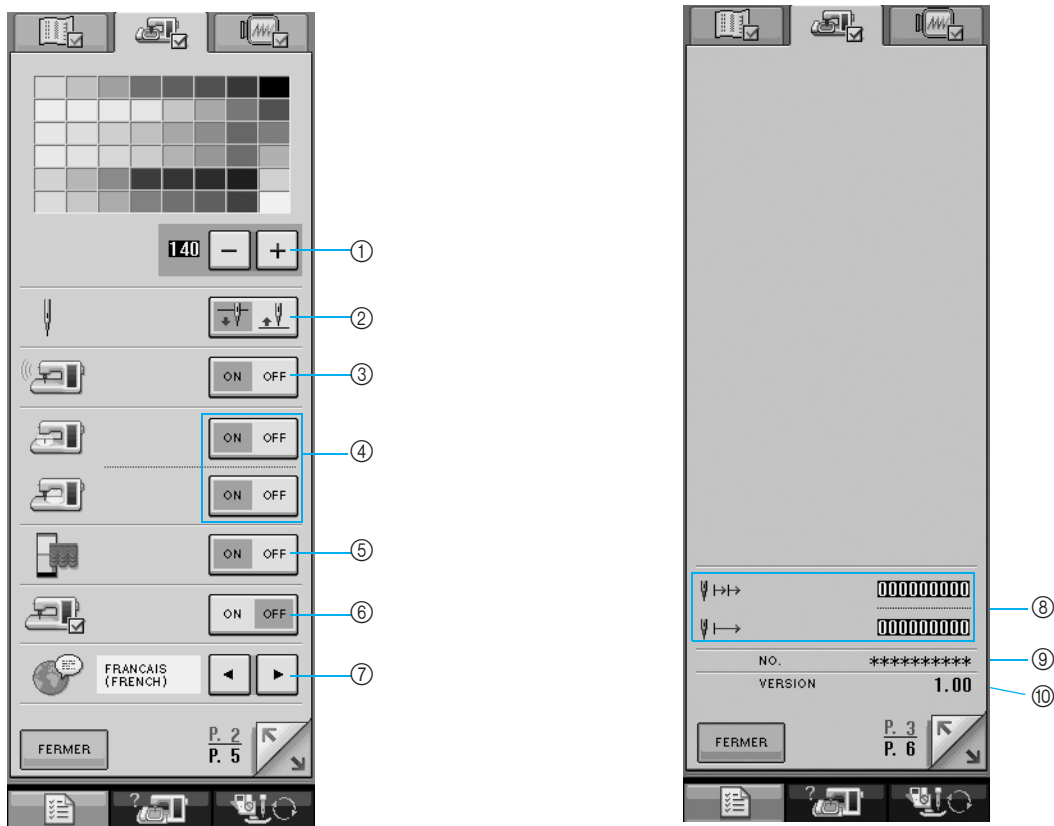 140
①
②
ON OFF
③
ON OFF
④
ON OFF
ON OFF
⑤
ON OFF
⑥
FRANCAIS
(FRENCH)
⑦
FERMER
P. 2
P. 5
?
000000000
⑧
000000000
NO. **********
⑨
VERSION 1.00
⑩
FERMER
P. 3
P. 6
?